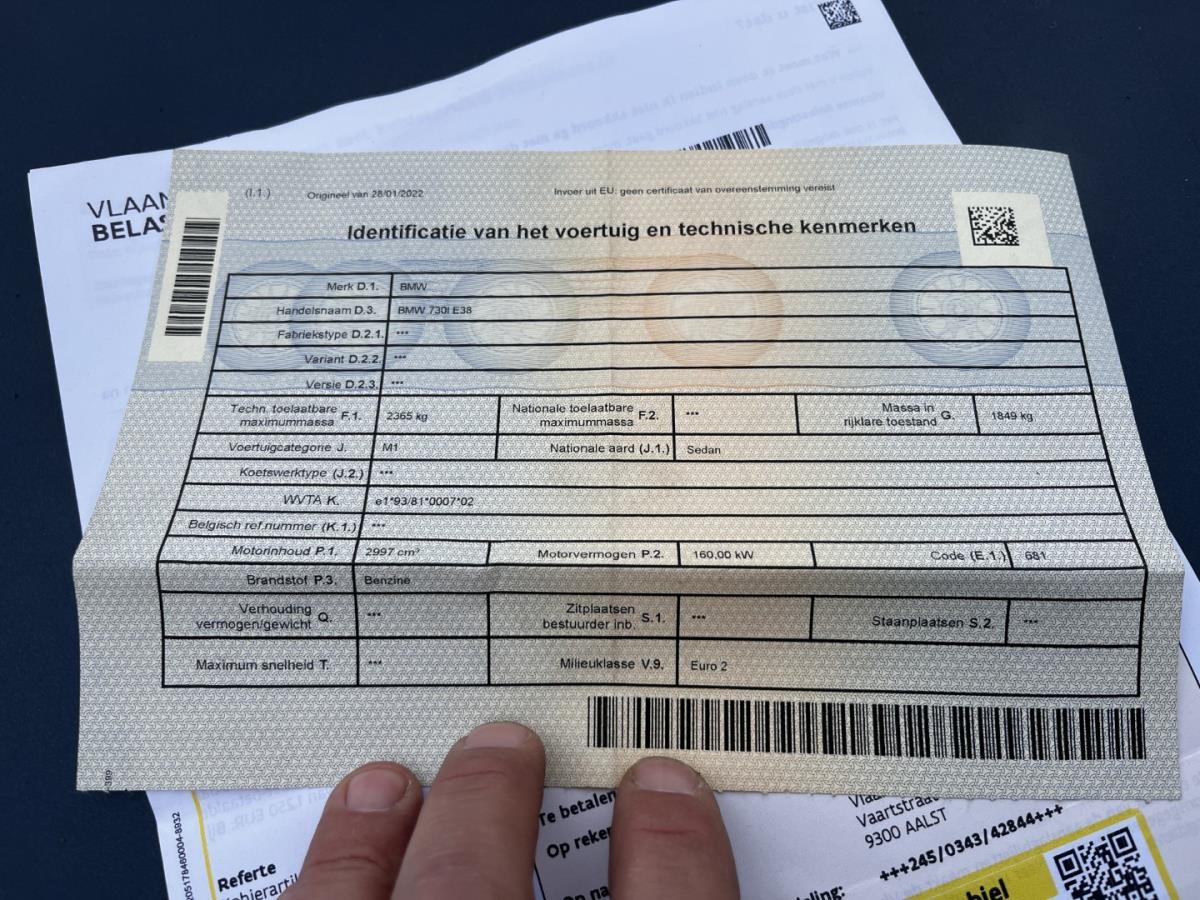 VLAAN
BELAS
(I.1.)
Origineel van 28/01/2022
Invoer uit EU: geen certificaat van overeenstemming vereist
Identificatie van het voertuig en technische kenmerken
Merk D.1. BMW
Handelsnaam D.3. BMW 730I E38
Fabriekstype D.2.1. ***
Variant D.2.2. ***
Versie D.2.3. ***
Techn. toelaatbare maximummassa F.1. 2365 kg Nationale toelaatbare maximummassa F.2. *** Massa in rijklare toestand G. 1849 kg
Voertuigcategorie J. M1 Nationale aard (J.1.) Sedan
Koetswerktype (J.2.) ***
WVTA K. e1*93/81*0007*02
Belgisch ref.nummer (K.1.) ***
Motorinhoud P.1. 2997 cm³ Motorvermogen P.2. 160,00 kW Code (E.1.) 681
Brandstof P.3. Benzine
Verhouding vermogen/gewicht Q. *** Zitplaatsen bestuurder inb. S.1. *** Staanplaatsen S.2. ***
Maximum snelheid T. *** Milieuklasse V.9. Euro 2
Te betalen
Op reken
Vaartstraa
9300 AALST
+++245/0343/42844+++
Referte
biel